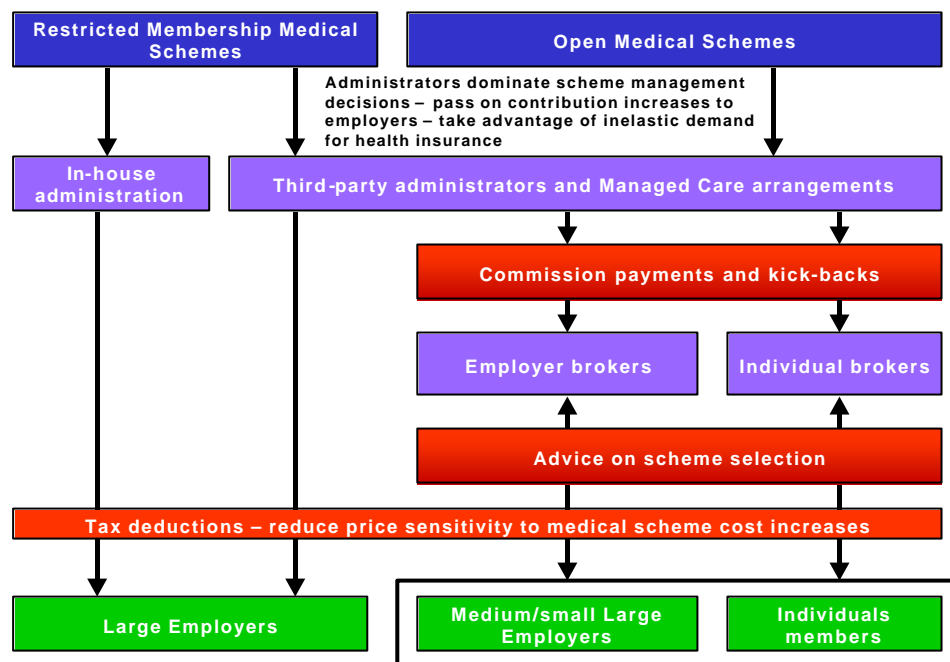 Restricted Membership Medical
Schemes
Open Medical Schemes
Administrators dominate scheme management
decisions – pass on contribution increases to
employers – take advantage of inelastic demand
for health insurance
In-house
administration
Third-party administrators and Managed Care arrangements
Commission payments and kick-backs
Employer brokers
Individual brokers
Advice on scheme selection
Tax deductions – reduce price sensitivity to medical scheme cost increases
Large Employers
Medium/small Large
Employers
Individuals
members